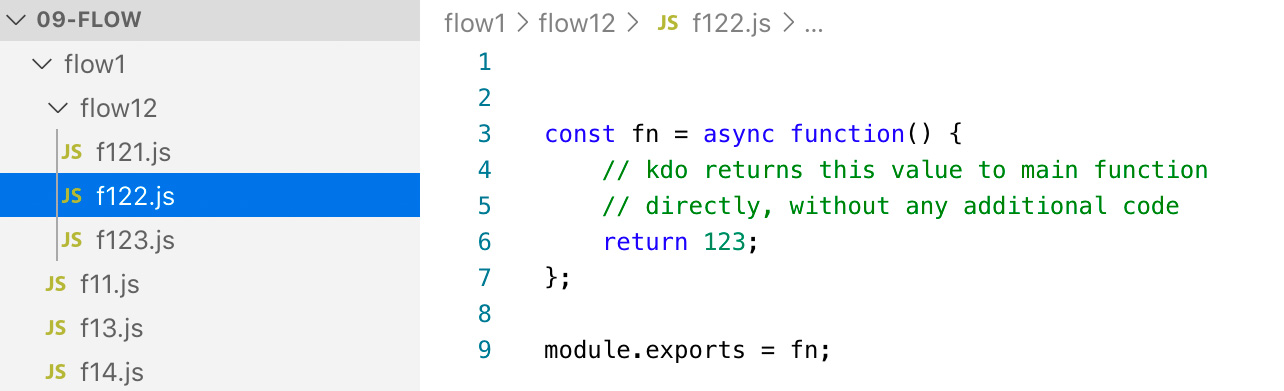 09-FLOW
flow1
flow12
JS f121.js
JS f122.js
JS f123.js
JS f11.js
JS f13.js
JS f14.js
flow1 > flow12 > JS f122.js > ...
1
2
3 const fn = async function() {
4     // kdo returns this value to main function
5     // directly, without any additional code
6     return 123;
7 };
8
9 module.exports = fn;